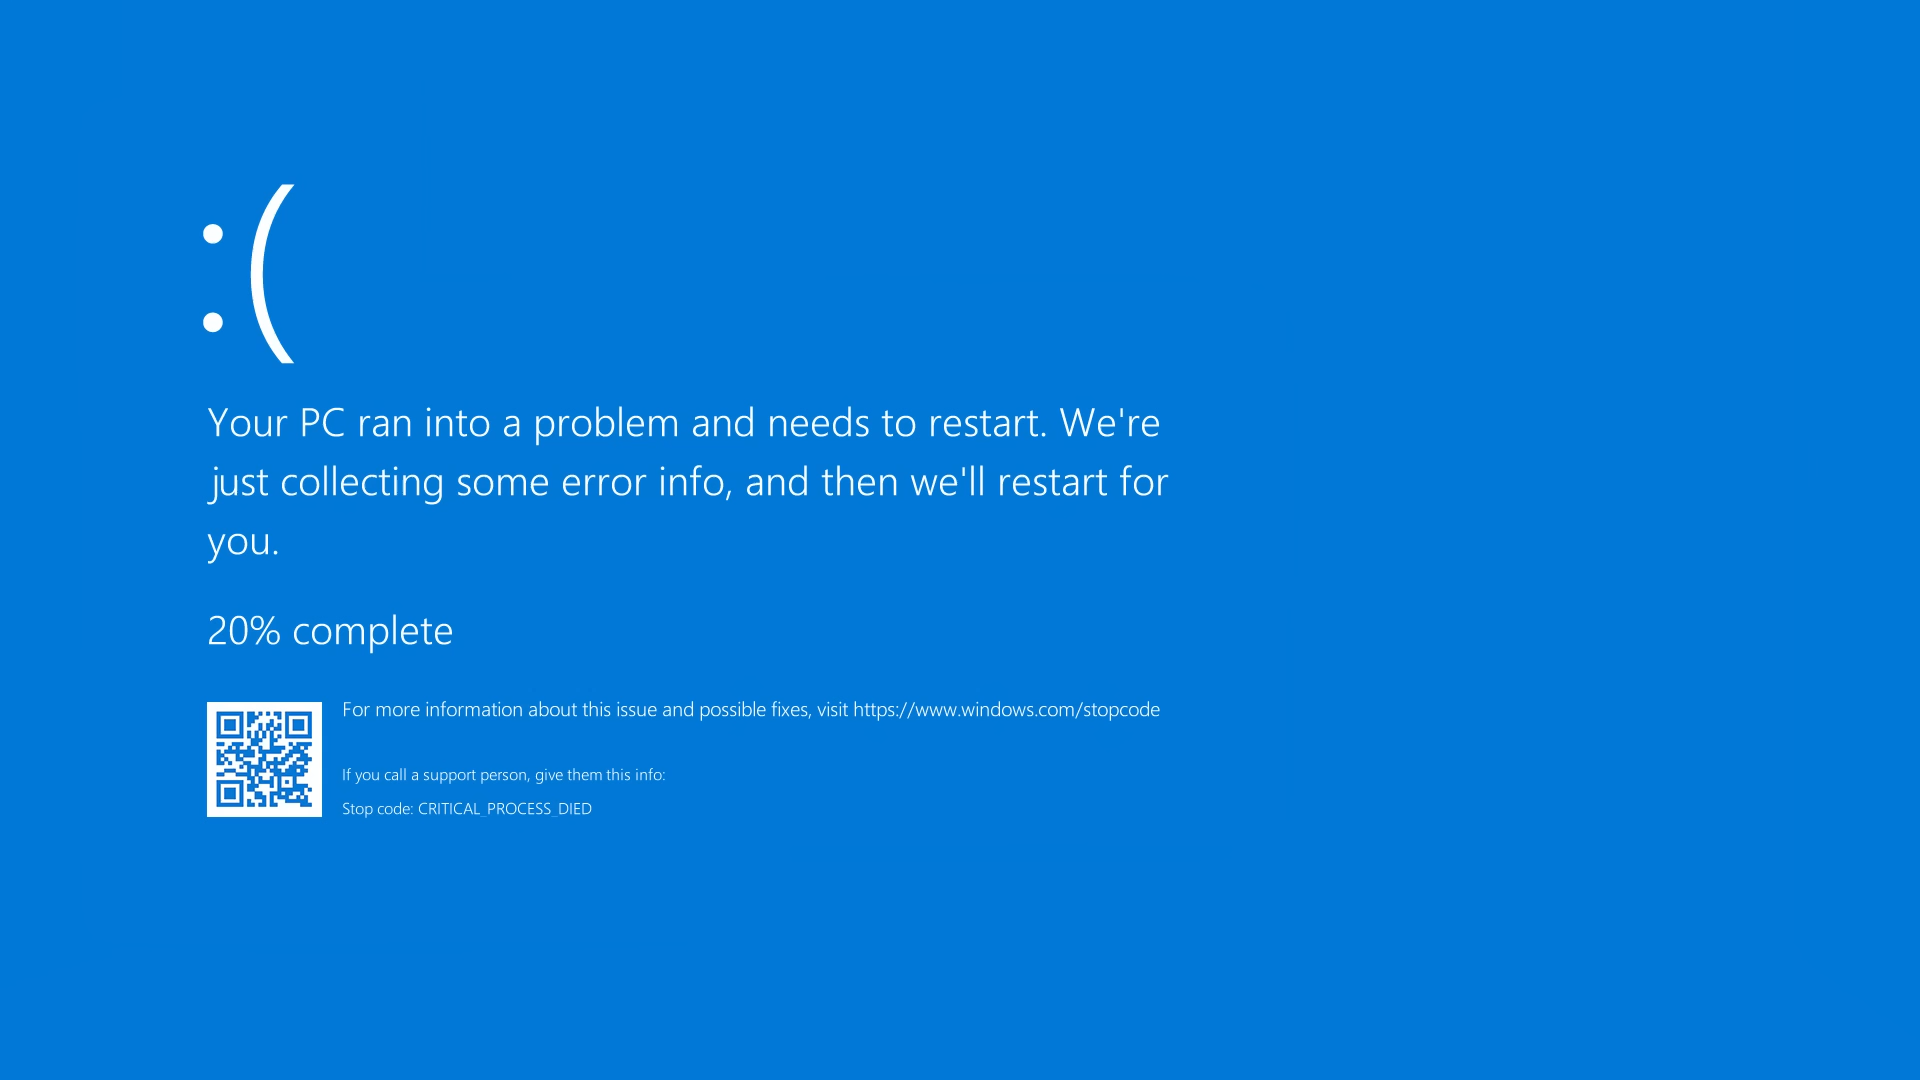 :(
Your PC ran into a problem and needs to restart. We're
just collecting some error info, and then we'll restart for
you.
20% complete
For more information about this issue and possible fixes, visit https://www.windows.com/stopcode
If you call a support person, give them this info:
Stop code: CRITICAL_PROCESS_DIED